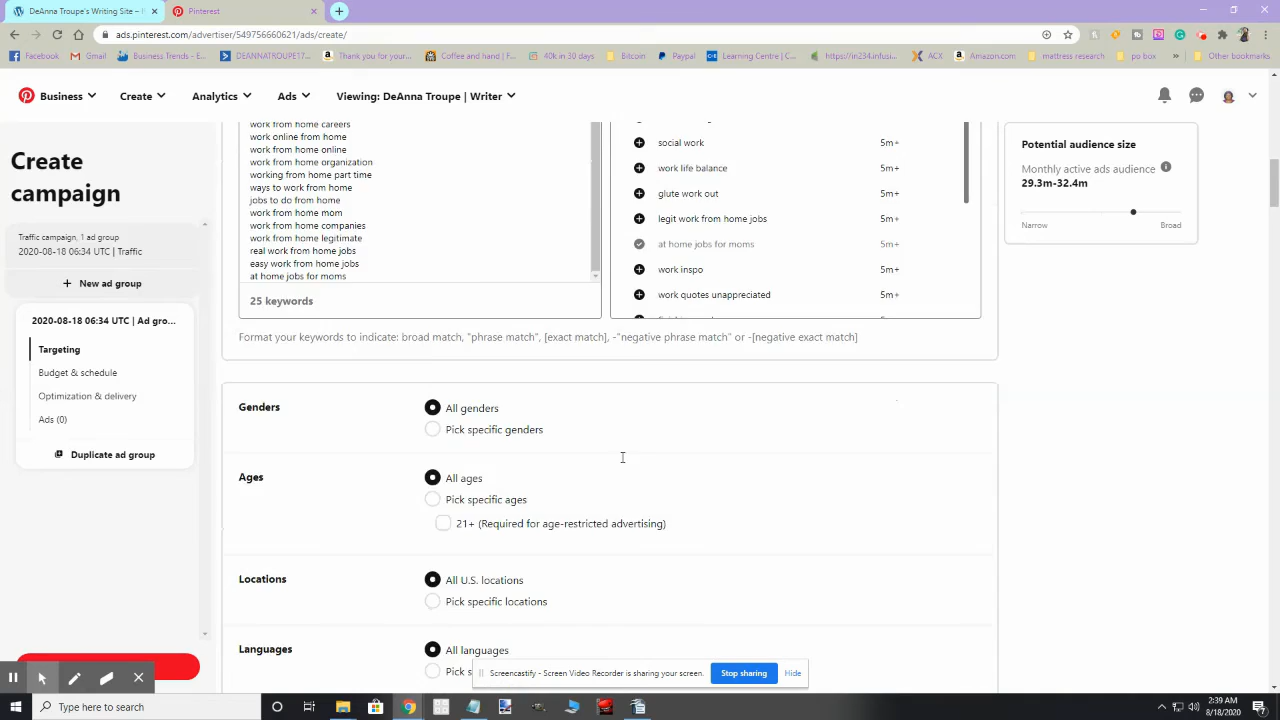 DeAnna Troupe's Writing Site –
Pinterest
ads.pinterest.com/advertiser/549756660621/ads/create/
Facebook
Gmail
Business Trends - E...
DEANNATROUPE17...
Thank you for your...
Coffee and hand | F...
40k in 30 days
Bitcoin
Paypal
Learning Centre | C...
https://in234.infusi...
ACX
Amazon.com
mattress research
po box
Other bookmarks
Business
Create
Analytics
Ads
Viewing: DeAnna Troupe | Writer
Create
campaign
Traffic campaign, 1 ad group
2020-08-18 06:34 UTC | Traffic
+ New ad group
2020-08-18 06:34 UTC | Ad gro...
Targeting
Budget & schedule
Optimization & delivery
Ads (0)
Duplicate ad group
work from home careers
work online from home
work from home online
work from home organization
working from home part time
ways to work from home
jobs to do from home
work from home mom
work from home companies
work from home legitimate
real work from home jobs
easy work from home jobs
at home jobs for moms
25 keywords
social work 5m+
work life balance 5m+
glute work out 5m+
legit work from home jobs 5m+
at home jobs for moms 5m+
work inspo 5m+
work quotes unappreciated 5m+
Format your keywords to indicate: broad match, "phrase match", [exact match], -"negative phrase match" or -[negative exact match]
Potential audience size
Monthly active ads audience
29.3m-32.4m
Narrow Broad
Genders
All genders
Pick specific genders
Ages
All ages
Pick specific ages
21+ (Required for age-restricted advertising)
Locations
All U.S. locations
Pick specific locations
Languages
All languages
Pick s
Screencastify - Screen Video Recorder is sharing your screen.
Stop sharing
Hide
Type here to search
2:39 AM
8/18/2020